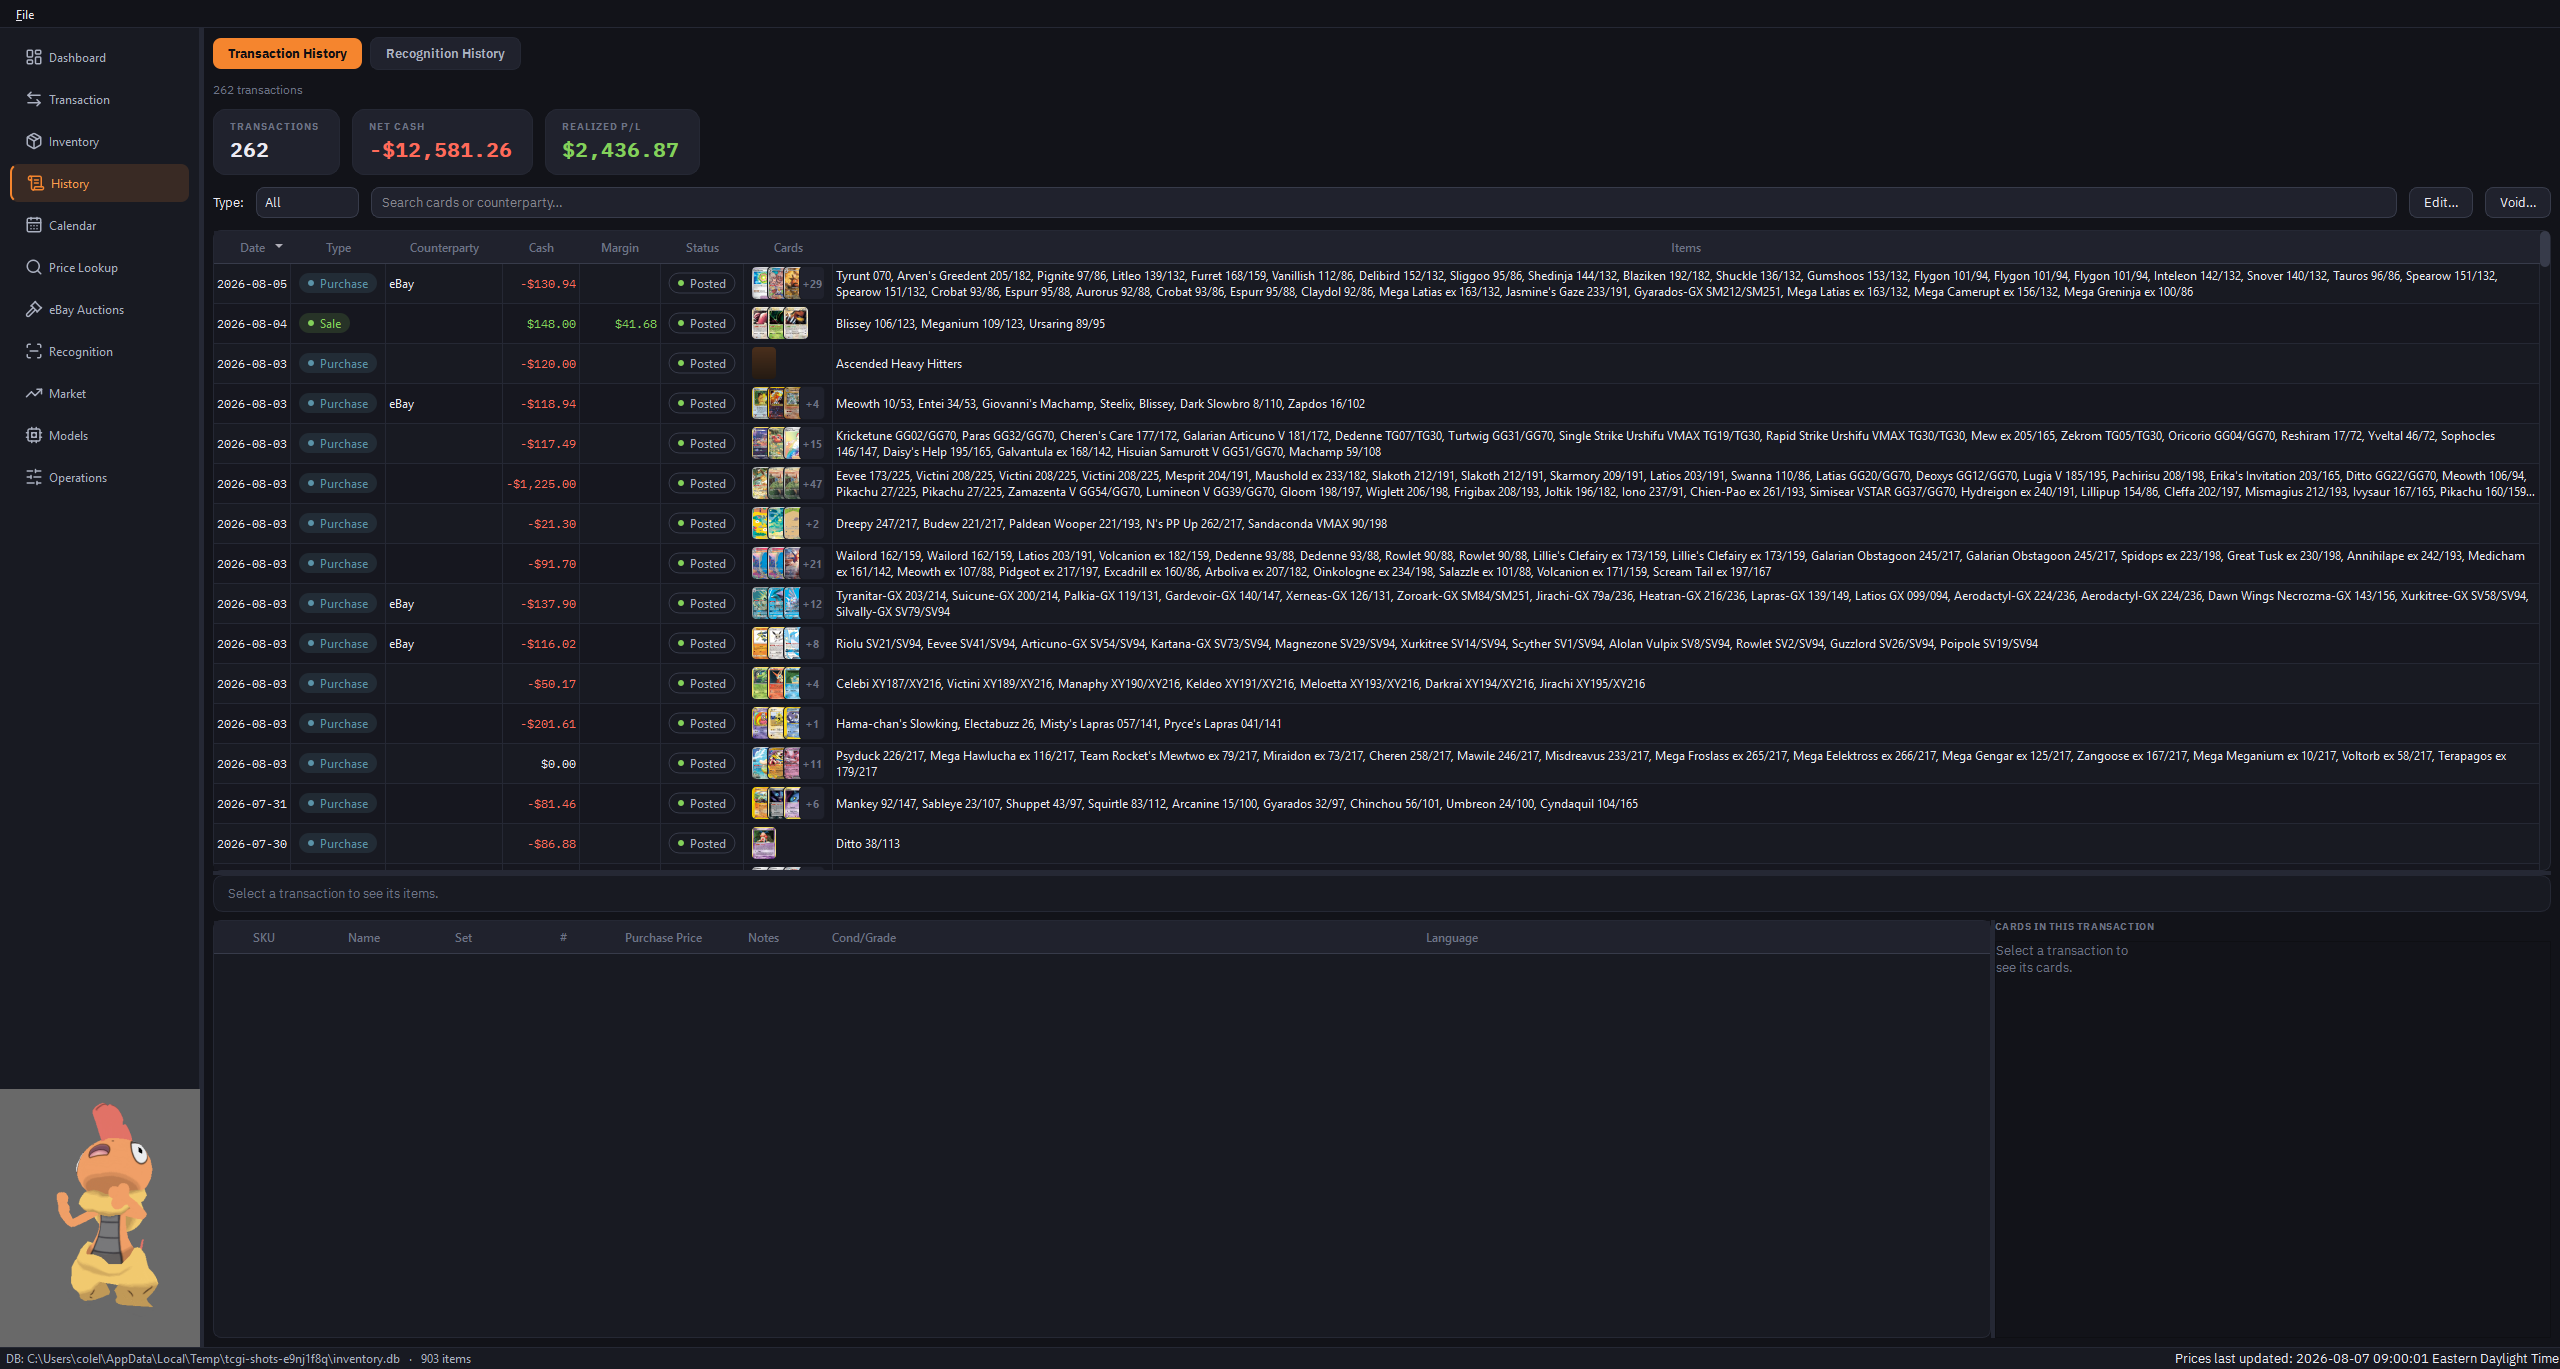 File
Dashboard
Transaction
Inventory
History
Calendar
Price Lookup
eBay Auctions
Recognition
Market
Models
Operations
Transaction History Recognition History
262 transactions
TRANSACTIONS NET CASH REALIZED P/L
262 -$12,581.26 $2,436.87
Type: All Search cards or counterparty... Edit... Void...
Date Type Counterparty Cash Margin Status Cards Items
2026-08-05 Purchase eBay -$130.94 Posted +29 Tyrunt 070, Arven's Greedent 205/182, Pignite 97/86, Litleo 139/132, Furret 168/159, Vanillish 112/86, Delibird 152/132, Sliggoo 95/86, Shedinja 144/132, Blaziken 192/182, Shuckle 136/132, Gumshoos 153/132, Flygon 101/94, Flygon 101/94, Flygon 101/94, Inteleon 142/132, Snover 140/132, Tauros 96/86, Spearow 151/132,
Spearow 151/132, Crobat 93/86, Espurr 95/88, Aurorus 92/88, Crobat 93/86, Espurr 95/88, Claydol 92/86, Mega Latias ex 163/132, Jasmine's Gaze 233/191, Gyarados-GX SM212/SM251, Mega Latias ex 163/132, Mega Camerupt ex 156/132, Mega Greninja ex 100/86
2026-08-04 Sale $148.00 $41.68 Posted Blissey 106/123, Meganium 109/123, Ursaring 89/95
2026-08-03 Purchase -$120.00 Posted Ascended Heavy Hitters
2026-08-03 Purchase eBay -$118.94 Posted +4 Meowth 10/53, Entei 34/53, Giovanni's Machamp, Steelix, Blissey, Dark Slowbro 8/110, Zapdos 16/102
2026-08-03 Purchase -$117.49 Posted +15 Kricketune GG02/GG70, Paras GG32/GG70, Cheren's Care 177/172, Galarian Articuno V 181/172, Dedenne TG07/TG30, Turtwig GG31/GG70, Single Strike Urshifu VMAX TG19/TG30, Rapid Strike Urshifu VMAX TG30/TG30, Mew ex 205/165, Zekrom TG05/TG30, Oricorio GG04/GG70, Reshiram 17/72, Yveltal 46/72, Sophocles
146/147, Daisy's Help 195/165, Galvantula ex 168/142, Hisuian Samurott V GG51/GG70, Machamp 59/108
2026-08-03 Purchase -$1,225.00 Posted +47 Eevee 173/225, Victini 208/225, Victini 208/225, Victini 208/225, Mesprit 204/191, Maushold ex 233/182, Slakoth 212/191, Slakoth 212/191, Skarmory 209/191, Latios 203/191, Swanna 110/86, Latias GG20/GG70, Deoxys GG12/GG70, Lugia V 185/195, Pachirisu 208/198, Erika's Invitation 203/165, Ditto GG22/GG70, Meowth 106/94,
Pikachu 27/225, Pikachu 27/225, Zamazenta V GG54/GG70, Lumineon V GG39/GG70, Gloom 198/197, Wiglett 206/198, Frigibax 208/193, Joltik 196/182, Iono 237/91, Chien-Pao ex 261/193, Simisear VSTAR GG37/GG70, Hydreigon ex 240/191, Lillipup 154/86, Cleffa 202/197, Mismagius 212/193, Ivysaur 167/165, Pikachu 160/159...
2026-08-03 Purchase -$21.30 Posted +2 Dreepy 247/217, Budew 221/217, Paldean Wooper 221/193, N's PP Up 262/217, Sandaconda VMAX 90/198
2026-08-03 Purchase -$91.70 Posted +21 Wailord 162/159, Wailord 162/159, Latios 203/191, Volcanion ex 182/159, Dedenne 93/88, Dedenne 93/88, Rowlet 90/88, Rowlet 90/88, Lillie's Clefairy ex 173/159, Lillie's Clefairy ex 173/159, Galarian Obstagoon 245/217, Galarian Obstagoon 245/217, Spidops ex 223/198, Great Tusk ex 230/198, Annihilape ex 242/193, Medicham
ex 161/142, Meowth ex 107/88, Pidgeot ex 217/197, Excadrill ex 160/86, Arboliva ex 207/182, Oinkologne ex 234/198, Salazzle ex 101/88, Volcanion ex 171/159, Scream Tail ex 197/167
2026-08-03 Purchase eBay -$137.90 Posted +12 Tyranitar-GX 203/214, Suicune-GX 200/214, Palkia-GX 119/131, Gardevoir-GX 140/147, Xerneas-GX 126/131, Zoroark-GX SM84/SM251, Jirachi-GX 79a/236, Heatran-GX 216/236, Lapras-GX 139/149, Latios GX 099/094, Aerodactyl-GX 224/236, Aerodactyl-GX 224/236, Dawn Wings Necrozma-GX 143/156, Xurkitree-GX SV58/SV94,
Silvally-GX SV79/SV94
2026-08-03 Purchase eBay -$116.02 Posted +8 Riolu SV21/SV94, Eevee SV41/SV94, Articuno-GX SV54/SV94, Kartana-GX SV73/SV94, Magnezone SV29/SV94, Xurkitree SV14/SV94, Scyther SV1/SV94, Alolan Vulpix SV8/SV94, Rowlet SV2/SV94, Guzzlord SV26/SV94, Poipole SV19/SV94
2026-08-03 Purchase -$50.17 Posted +4 Celebi XY187/XY216, Victini XY189/XY216, Manaphy XY190/XY216, Keldeo XY191/XY216, Meloetta XY193/XY216, Darkrai XY194/XY216, Jirachi XY195/XY216
2026-08-03 Purchase -$201.61 Posted +1 Hama-chan's Slowking, Electabuzz 26, Misty's Lapras 057/141, Pryce's Lapras 041/141
2026-08-03 Purchase $0.00 Posted +11 Psyduck 226/217, Mega Hawlucha ex 116/217, Team Rocket's Mewtwo ex 79/217, Miraidon ex 73/217, Cheren 258/217, Mawile 246/217, Misdreavus 233/217, Mega Froslass ex 265/217, Mega Eelektross ex 266/217, Mega Gengar ex 125/217, Zangoose ex 167/217, Mega Meganium ex 10/217, Voltorb ex 58/217, Terapagos ex
179/217
2026-07-31 Purchase -$81.46 Posted +6 Mankey 92/147, Sableye 23/107, Shuppet 43/97, Squirtle 83/112, Arcanine 15/100, Gyarados 32/97, Chinchou 56/101, Umbreon 24/100, Cyndaquil 104/165
2026-07-30 Purchase -$86.88 Posted Ditto 38/113
Select a transaction to see its items.
SKU Name Set # Purchase Price Notes Cond/Grade Language
CARDS IN THIS TRANSACTION
Select a transaction to
see its cards.
DB: C:\Users\colel\AppData\Local\Temp\tcgi-shots-e9nj1f8q\inventory.db · 903 items
Prices last updated: 2026-08-07 09:00:01 Eastern Daylight Time